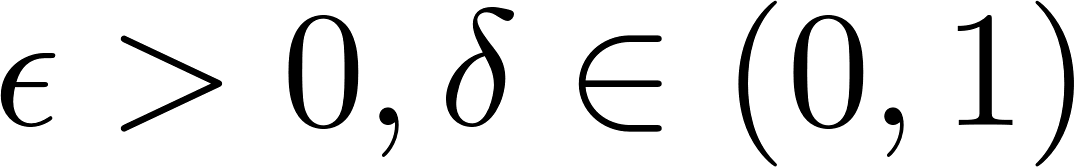 ϵ > 0, δ ∈ (0, 1)